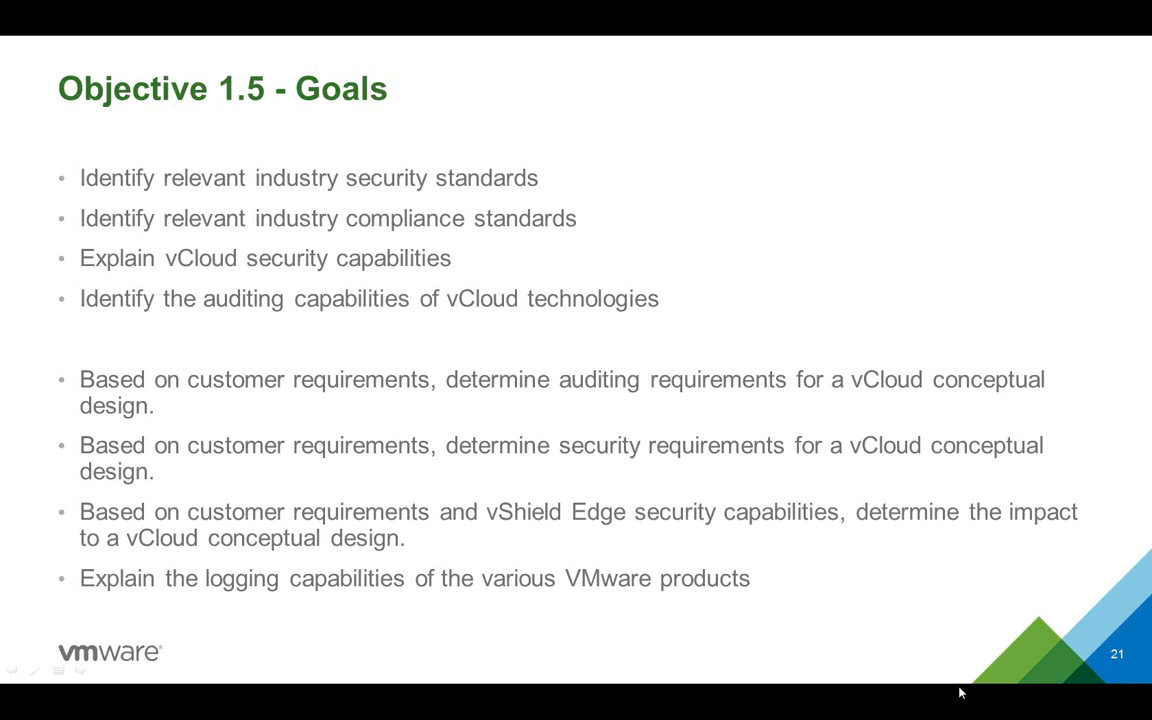 Objective 1.5 - Goals
• Identify relevant industry security standards
• Identify relevant industry compliance standards
• Explain vCloud security capabilities
• Identify the auditing capabilities of vCloud technologies
• Based on customer requirements, determine auditing requirements for a vCloud conceptual
design.
• Based on customer requirements, determine security requirements for a vCloud conceptual
design.
• Based on customer requirements and vShield Edge security capabilities, determine the impact
to a vCloud conceptual design.
• Explain the logging capabilities of the various VMware products
vmware®
21